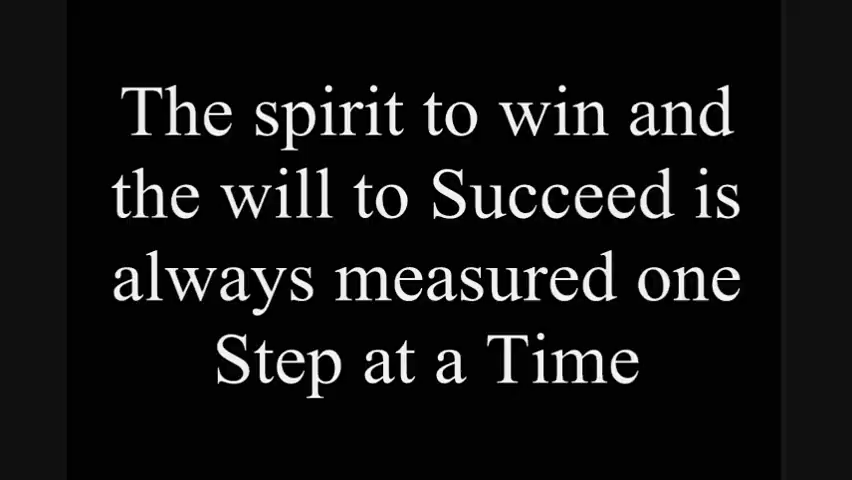 The spirit to win and
the will to Succeed is
always measured one
Step at a Time